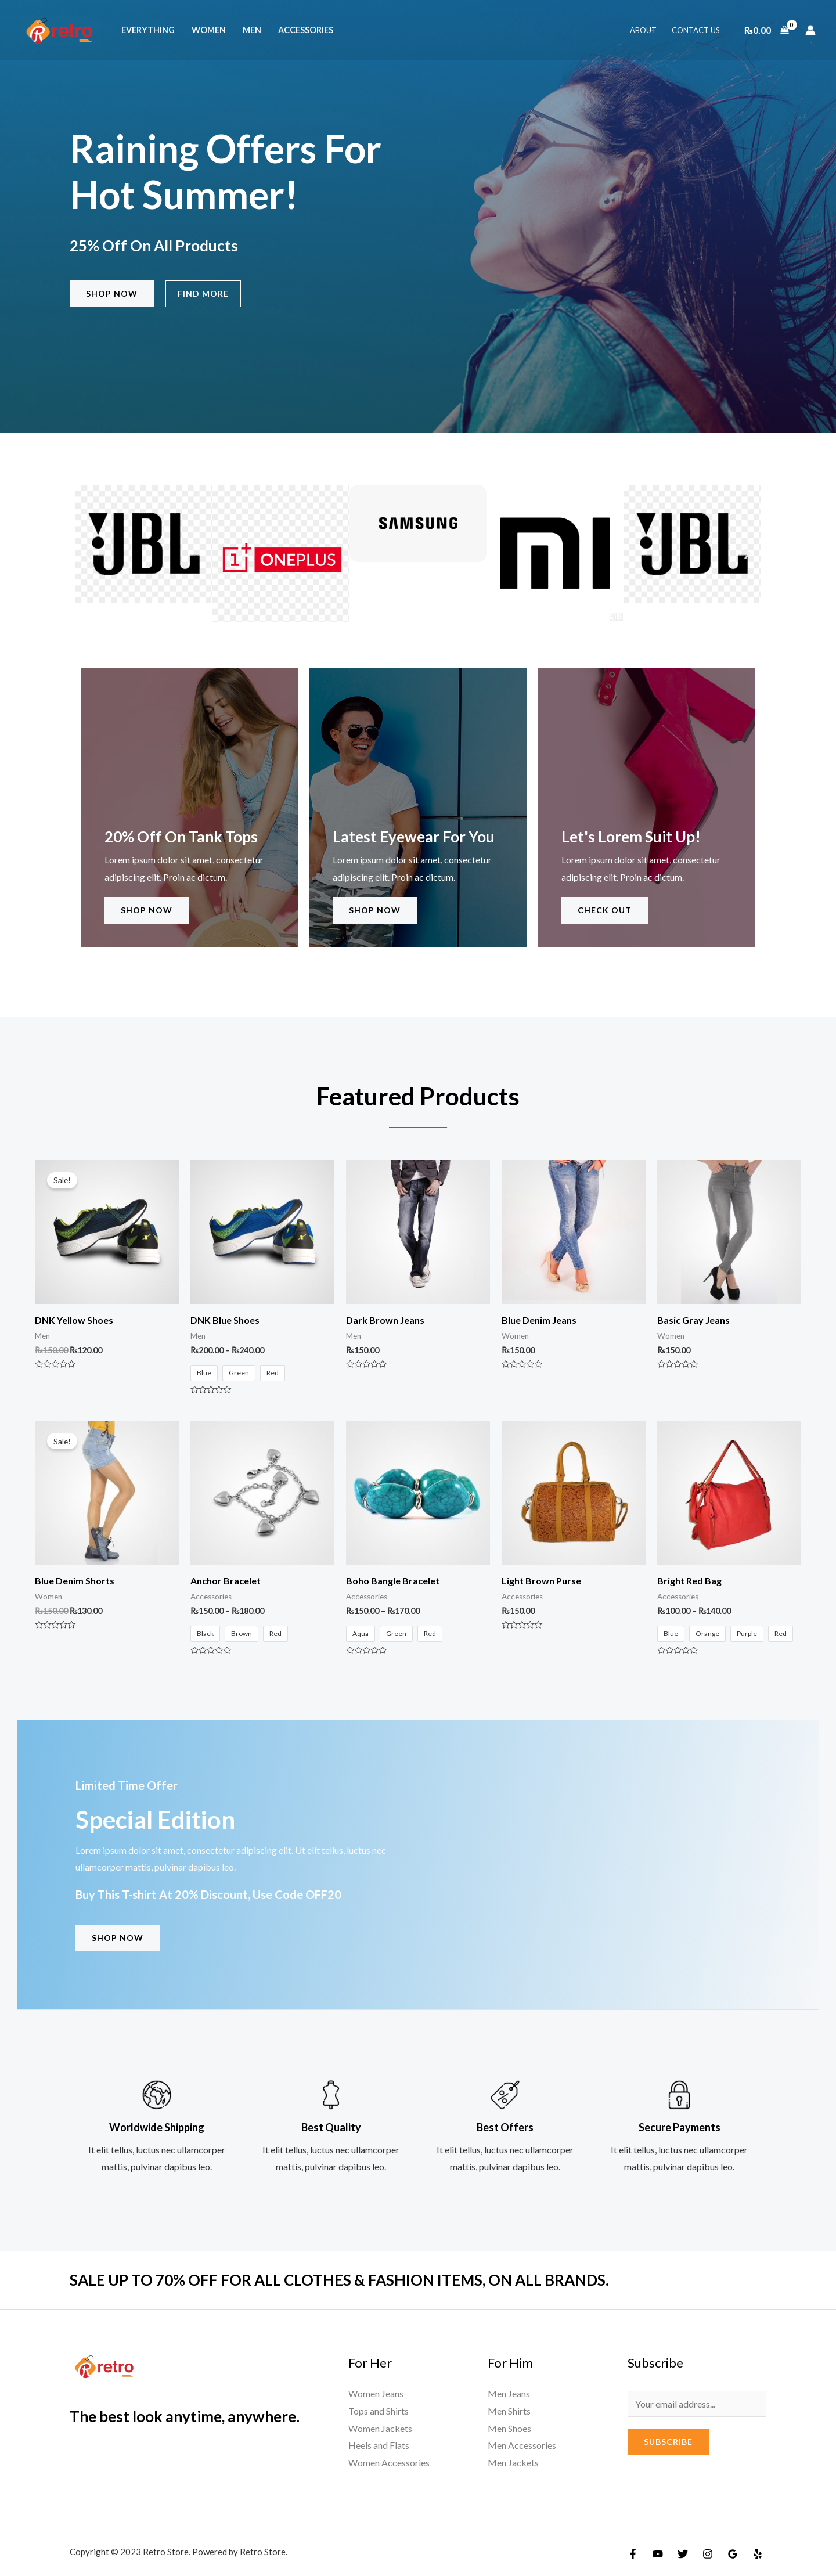 retro
EVERYTHING WOMEN MEN ACCESSORIES
ABOUT CONTACT US ₨0.00 0
Raining Offers For
Hot Summer!
25% Off On All Products
SHOP NOW FIND MORE
JBL
ONEPLUS
SAMSUNG
MI
JBL
20% Off On Tank Tops
Lorem ipsum dolor sit amet, consectetur
adipiscing elit. Proin ac dictum.
SHOP NOW
Latest Eyewear For You
Lorem ipsum dolor sit amet, consectetur
adipiscing elit. Proin ac dictum.
SHOP NOW
Let's Lorem Suit Up!
Lorem ipsum dolor sit amet, consectetur
adipiscing elit. Proin ac dictum.
CHECK OUT
Featured Products
Sale!
DNK Yellow Shoes
Men
₨150.00 ₨120.00
DNK Blue Shoes
Men
₨200.00 – ₨240.00
Blue Green Red
Dark Brown Jeans
Men
₨150.00
Blue Denim Jeans
Women
₨150.00
Basic Gray Jeans
Women
₨150.00
Sale!
Blue Denim Shorts
Women
₨150.00 ₨130.00
Anchor Bracelet
Accessories
₨150.00 – ₨180.00
Black Brown Red
Boho Bangle Bracelet
Accessories
₨150.00 – ₨170.00
Aqua Green Red
Light Brown Purse
Accessories
₨150.00
Bright Red Bag
Accessories
₨100.00 – ₨140.00
Blue Orange Purple Red
Limited Time Offer
Special Edition
Lorem ipsum dolor sit amet, consectetur adipiscing elit. Ut elit tellus, luctus nec
ullamcorper mattis, pulvinar dapibus leo.
Buy This T-shirt At 20% Discount, Use Code OFF20
SHOP NOW
Worldwide Shipping
It elit tellus, luctus nec ullamcorper
mattis, pulvinar dapibus leo.
Best Quality
It elit tellus, luctus nec ullamcorper
mattis, pulvinar dapibus leo.
Best Offers
It elit tellus, luctus nec ullamcorper
mattis, pulvinar dapibus leo.
Secure Payments
It elit tellus, luctus nec ullamcorper
mattis, pulvinar dapibus leo.
SALE UP TO 70% OFF FOR ALL CLOTHES & FASHION ITEMS, ON ALL BRANDS.
retro
The best look anytime, anywhere.
For Her
Women Jeans
Tops and Shirts
Women Jackets
Heels and Flats
Women Accessories
For Him
Men Jeans
Men Shirts
Men Shoes
Men Accessories
Men Jackets
Subscribe
Your email address...
SUBSCRIBE
Copyright © 2023 Retro Store. Powered by Retro Store.